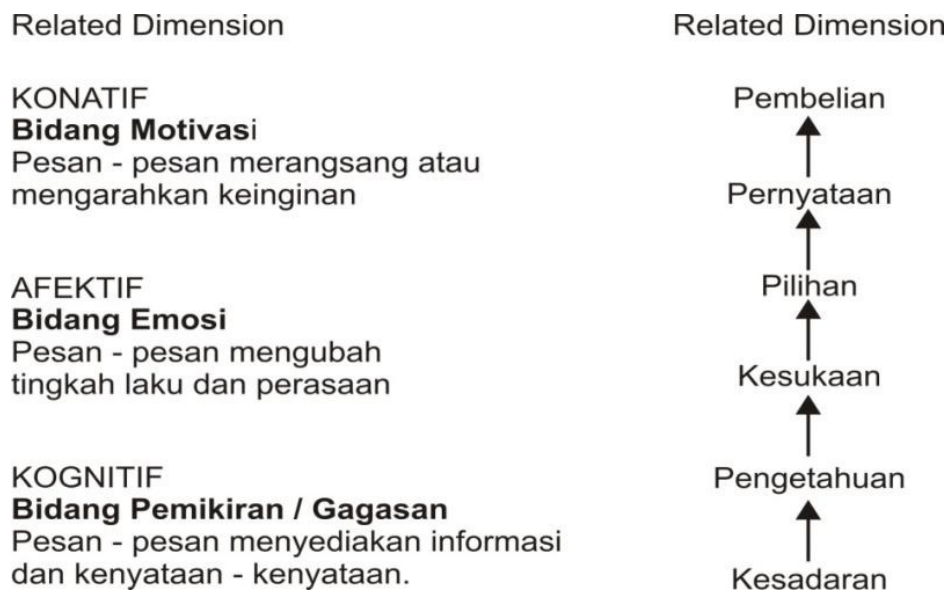 Related Dimension
KONATIF
Bidang Motivasi
Pesan - pesan merangsang atau
mengarahkan keinginan
AFEKTIF
Bidang Emosi
Pesan - pesan mengubah
tingkah laku dan perasaan
KOGNITIF
Bidang Pemikiran / Gagasan
Pesan - pesan menyediakan informasi
dan kenyataan - kenyataan.
Related Dimension
Pembelian
Pernyataan
Pilihan
Kesukaan
Pengetahuan
Kesadaran